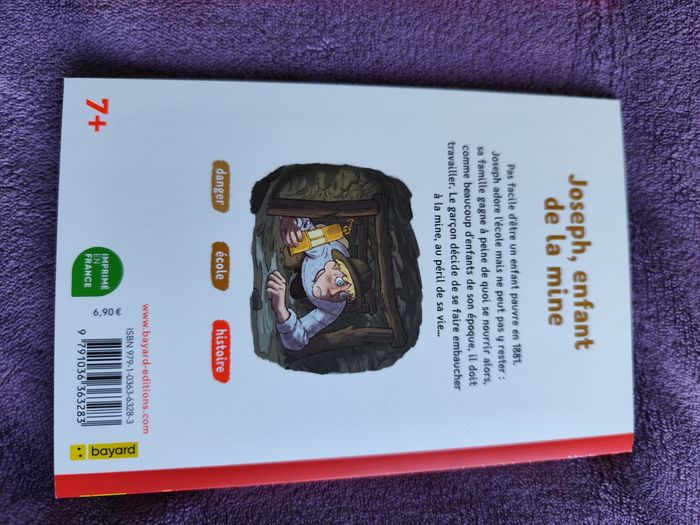 Joseph, enfant
de la mine
Pas facile d'être un enfant pauvre en 1881.
Joseph adore l'école mais ne peut pas y rester :
sa famille gagne à peine de quoi se nourrir alors,
comme beaucoup d'enfants de son époque, il doit
travailler. Le garçon décide de se faire embaucher
à la mine, au péril de sa vie...
danger
école
histoire
7+
IMPRIMÉ
EN
FRANCE
6,90 €
www.bayard-editions.com
ISBN 979-1-0363-6328-3
9 791036 363283
bayard